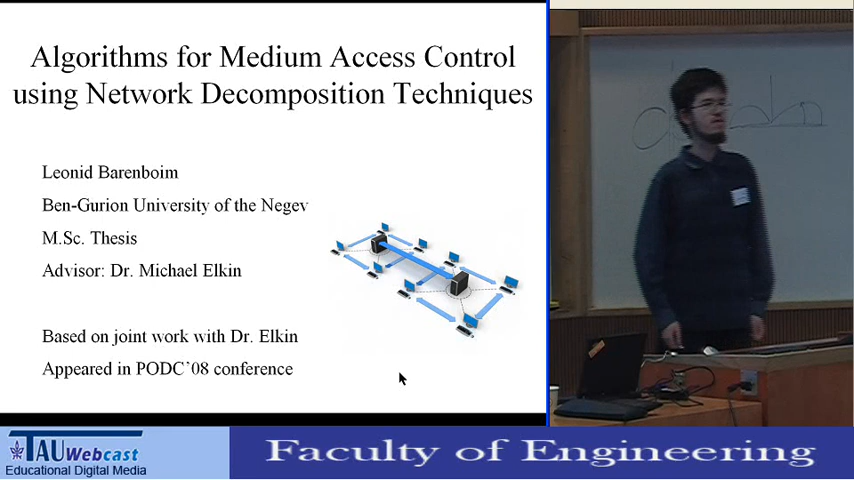 Algorithms for Medium Access Control
using Network Decomposition Techniques
Leonid Barenboim
Ben-Gurion University of the Negev
M.Sc. Thesis
Advisor: Dr. Michael Elkin
Based on joint work with Dr. Elkin
Appeared in PODC`08 conference
TAU Webcast
Educational Digital Media
Faculty of Engineering